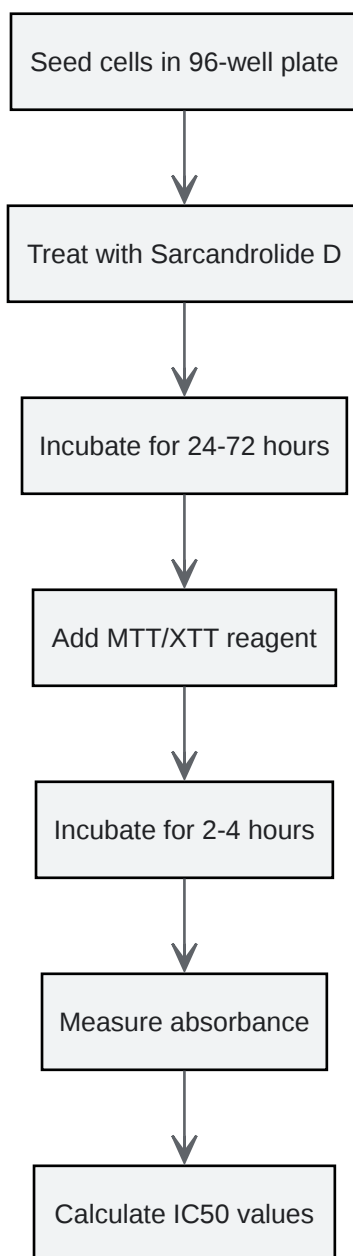 Seed cells in 96-well plate
Treat with Sarcandrolide D
Incubate for 24-72 hours
Add MTT/XTT reagent
Incubate for 2-4 hours
Measure absorbance
Calculate IC50 values